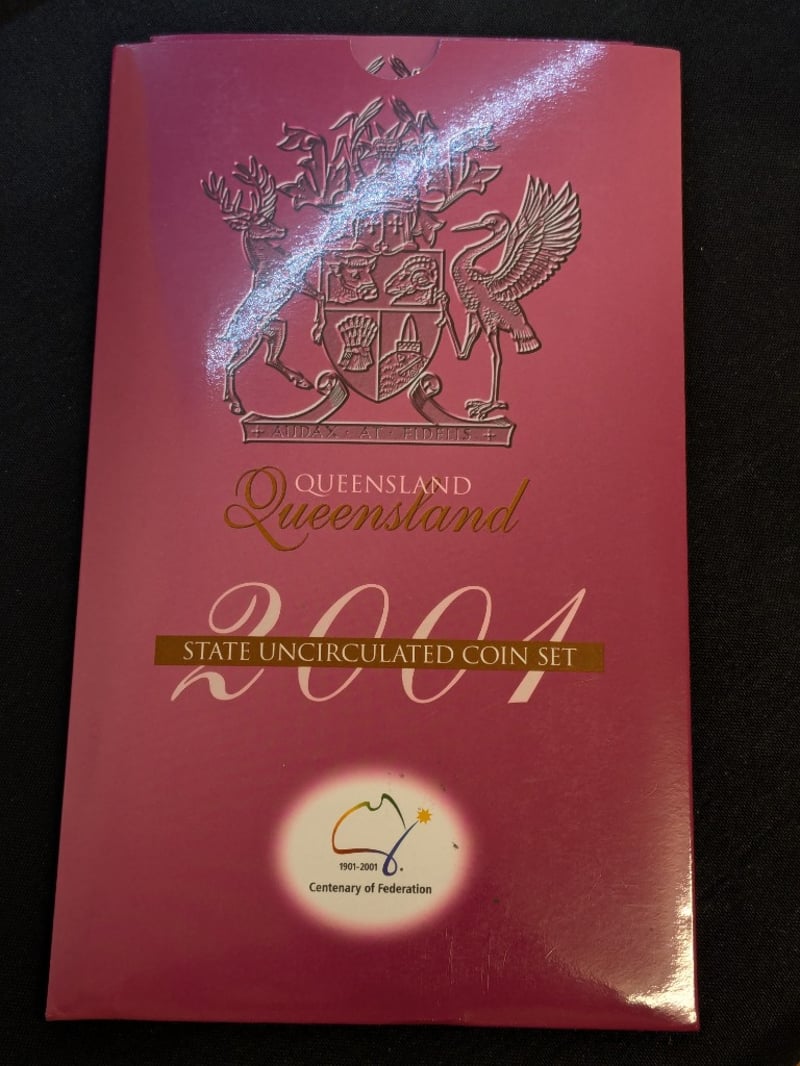 AUDAX · AT · FIDELIS
QUEENSLAND
Queensland
2001
STATE UNCIRCULATED COIN SET
1901-2001
Centenary of Federation